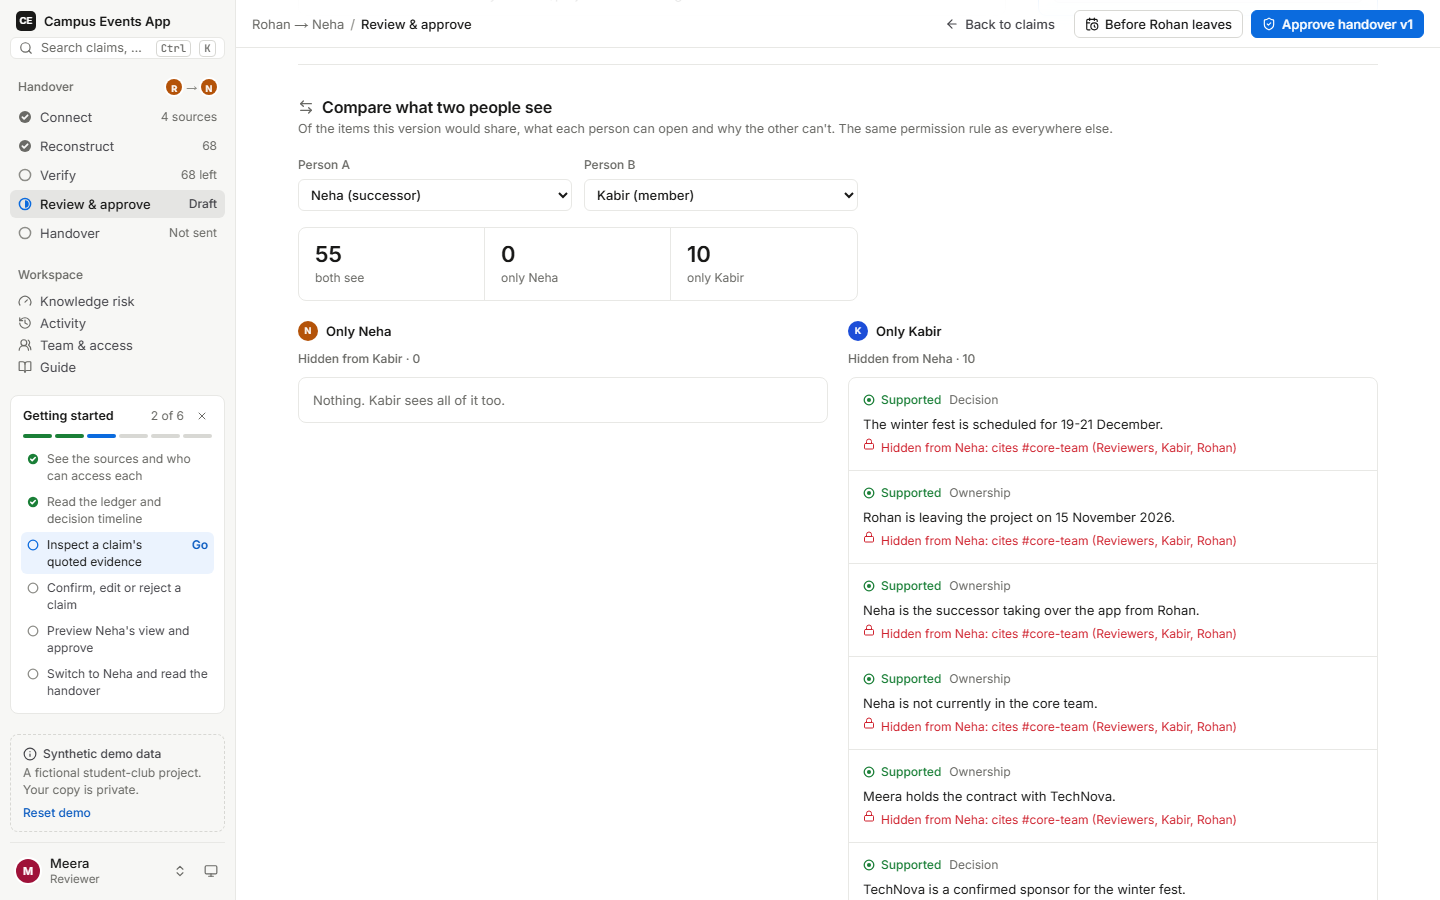 CE Campus Events App
Search claims, ... Ctrl K
Handover R → N
Connect 4 sources
Reconstruct 68
Verify 68 left
Review & approve Draft
Handover Not sent
Workspace
Knowledge risk
Activity
Team & access
Guide
Getting started 2 of 6
See the sources and who
can access each
Read the ledger and
decision timeline
Inspect a claim's Go
quoted evidence
Confirm, edit or reject a
claim
Preview Neha's view and
approve
Switch to Neha and read the
handover
Synthetic demo data
A fictional student-club project.
Your copy is private.
Reset demo
M Meera
Reviewer
Rohan → Neha / Review & approve
Back to claims
Before Rohan leaves
Approve handover v1
Compare what two people see
Of the items this version would share, what each person can open and why the other can't. The same permission rule as everywhere else.
Person A Person B
Neha (successor) Kabir (member)
55 0 10
both see only Neha only Kabir
N Only Neha
Hidden from Kabir · 0
Nothing. Kabir sees all of it too.
K Only Kabir
Hidden from Neha · 10
Supported Decision
The winter fest is scheduled for 19-21 December.
Hidden from Neha: cites #core-team (Reviewers, Kabir, Rohan)
Supported Ownership
Rohan is leaving the project on 15 November 2026.
Hidden from Neha: cites #core-team (Reviewers, Kabir, Rohan)
Supported Ownership
Neha is the successor taking over the app from Rohan.
Hidden from Neha: cites #core-team (Reviewers, Kabir, Rohan)
Supported Ownership
Neha is not currently in the core team.
Hidden from Neha: cites #core-team (Reviewers, Kabir, Rohan)
Supported Ownership
Meera holds the contract with TechNova.
Hidden from Neha: cites #core-team (Reviewers, Kabir, Rohan)
Supported Decision
TechNova is a confirmed sponsor for the winter fest.